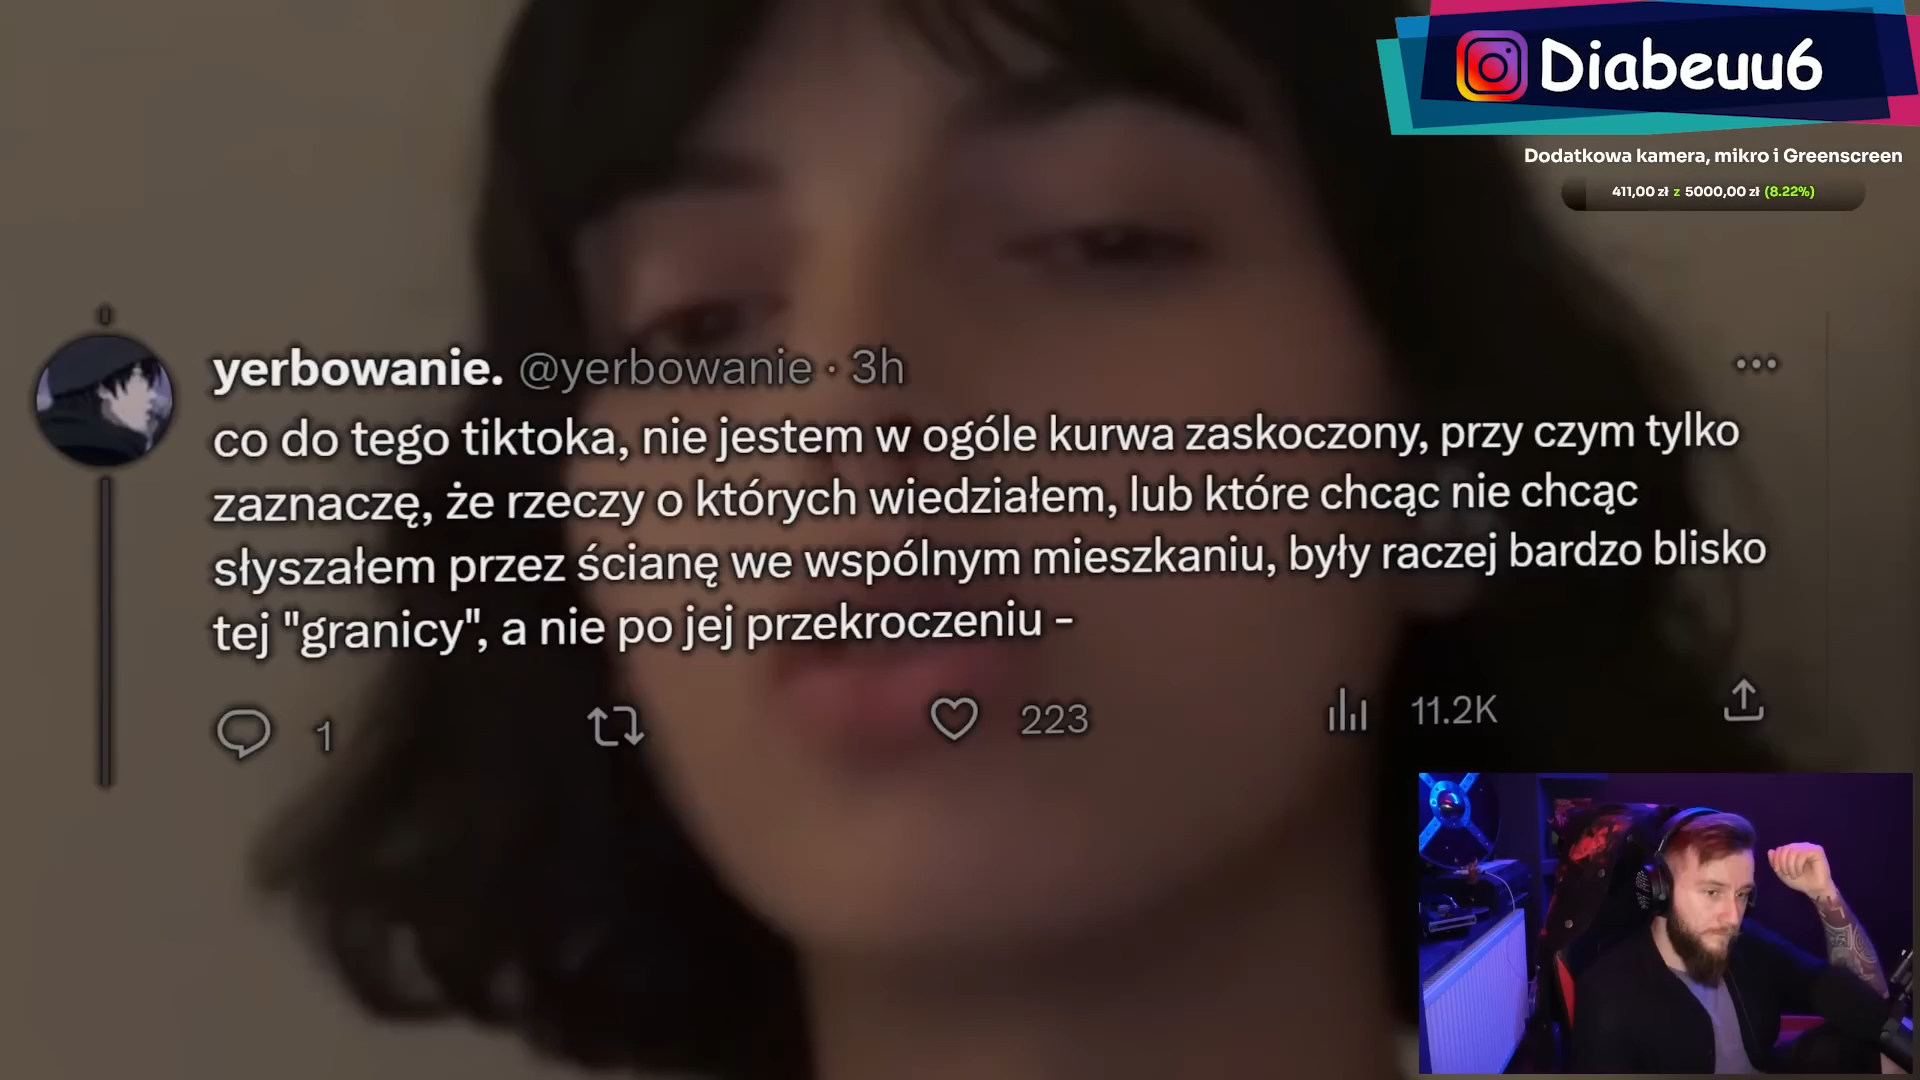 Diabeuu6
Dodatkowa kamera, mikro i Greenscreen
411,00 zł z 5000,00 zł (8.22%)
yerbowanie. @yerbowanie · 3h
co do tego tiktoka, nie jestem w ogóle kurwa zaskoczony, przy czym tylko
zaznaczę, że rzeczy o których wiedziałem, lub które chcąc nie chcąc
słyszałem przez ścianę we wspólnym mieszkaniu, były raczej bardzo blisko
tej "granicy", a nie po jej przekroczeniu -
1 223 11.2K